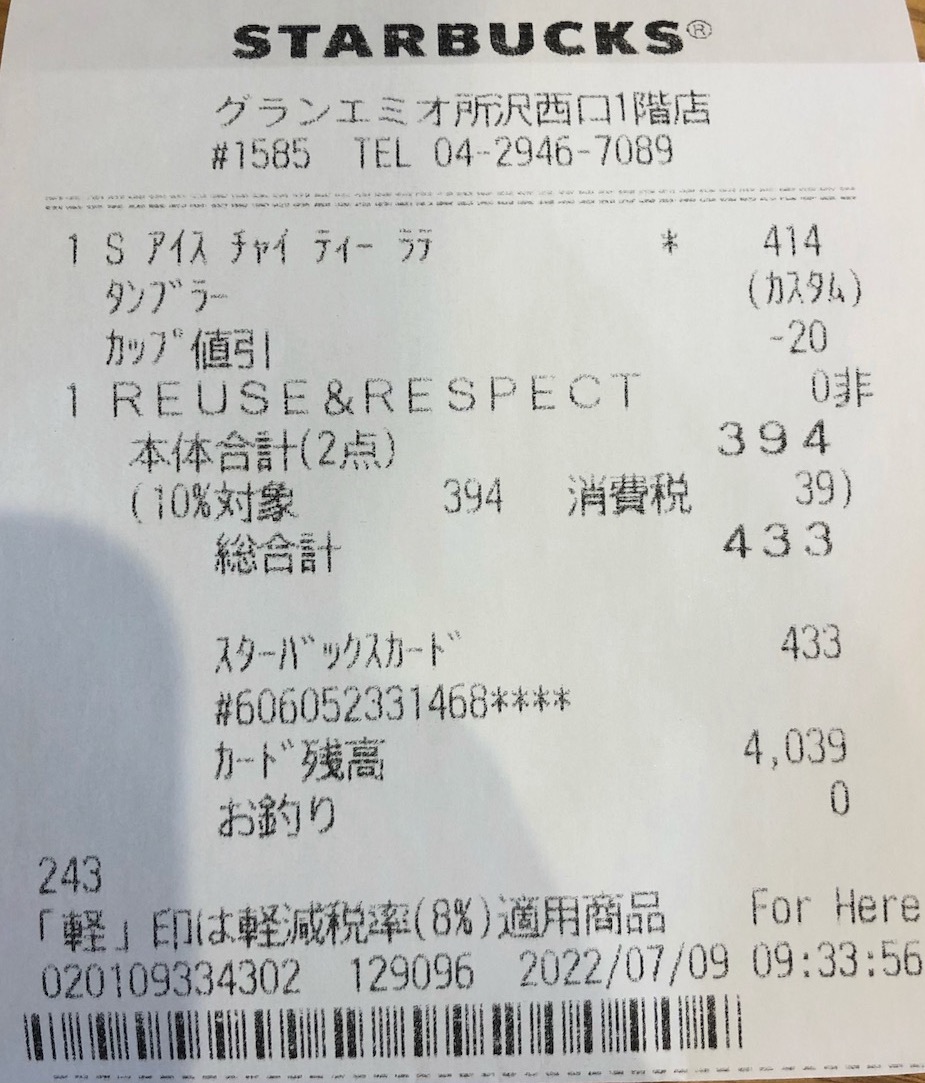 STARBUCKS®
グランエミオ所沢西口1階店
#1585 TEL 04-2946-7089
1 S ｱｲｽ ﾁｬｲ ﾃｨｰ ﾗﾃ * 414
ﾀﾝﾌﾞﾗｰ (ｶｽﾀﾑ)
ｶｯﾌﾟ値引 -20
1 REUSE&RESPECT 0非
本体合計(2点) 394
(10%対象 394 消費税 39)
総合計 433
ｽﾀｰﾊﾞｯｸｽｶｰﾄﾞ 433
#606052331468****
ｶｰﾄﾞ残高 4,039
お釣り 0
243
「軽」印は軽減税率(8%)適用商品 For Here
020109334302 129096 2022/07/09 09:33:56